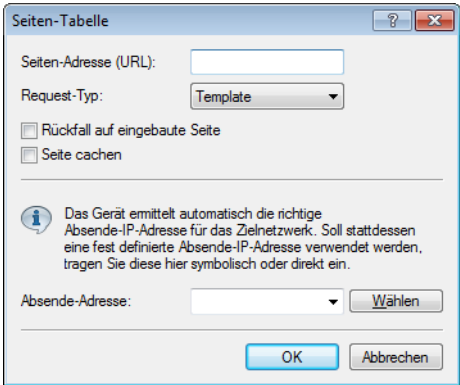 Seiten-Tabelle
?
Seiten-Adresse (URL):
Request-Typ: Template
Rückfall auf eingebaute Seite
Seite cachen
Das Gerät ermittelt automatisch die richtige
Absende-IP-Adresse für das Zielnetzwerk. Soll stattdessen
eine fest definierte Absende-IP-Adresse verwendet werden,
tragen Sie diese hier symbolisch oder direkt ein.
Absende-Adresse: Wählen
OK Abbrechen